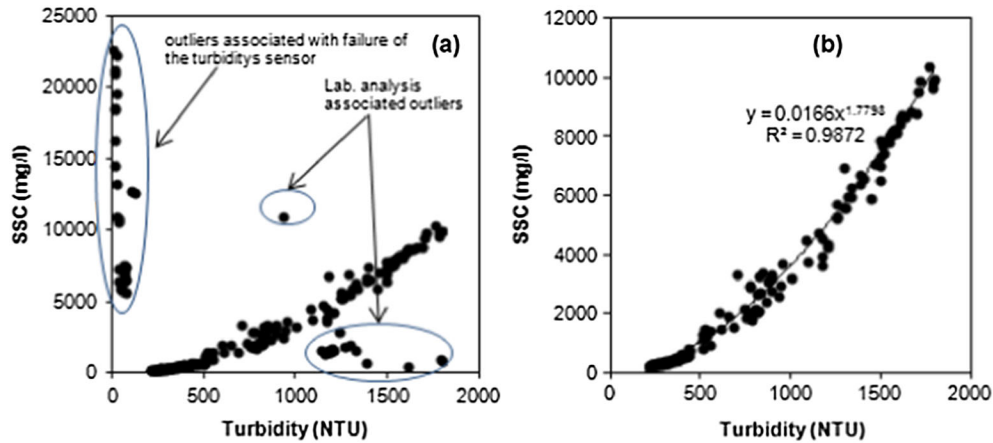 25000
20000
15000
10000
5000
0
SSC (mg/l)
0 500 1000 1500 2000
Turbidity (NTU)
(a)
outliers associated with failure of
the turbiditys sensor
Lab. analysis
associated outliers
12000
10000
8000
6000
4000
2000
0
SSC (mg/l)
0 500 1000 1500 2000
Turbidity (NTU)
(b)
y = 0.0166x^1.7798
R² = 0.9872